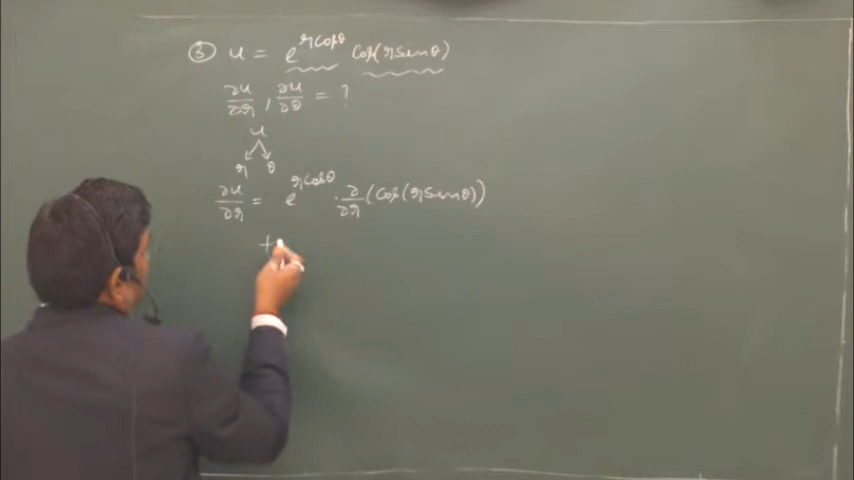 ③ u = e^{r cosθ} cos(r sinθ)
∂u/∂r , ∂u/∂θ = ?
u
r θ
∂u/∂r = e^{r cosθ} · ∂/∂r (cos(r sinθ))
+